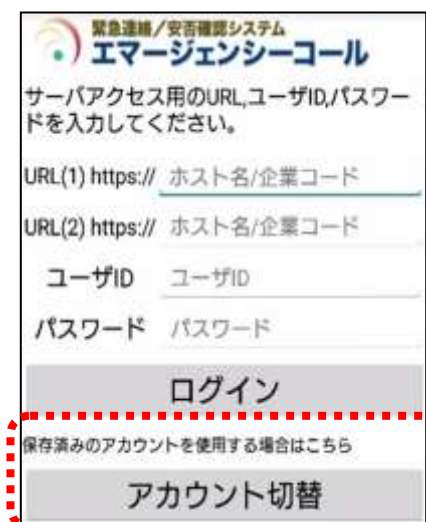 緊急連絡/安否確認システム
エマージェンシーコール
サーバアクセス用のURL,ユーザID,パスワー
ドを入力してください。
URL(1) https:// ホスト名/企業コード
URL(2) https:// ホスト名/企業コード
ユーザID ユーザID
パスワード パスワード
ログイン
保存済みのアカウントを使用する場合はこちら
アカウント切替